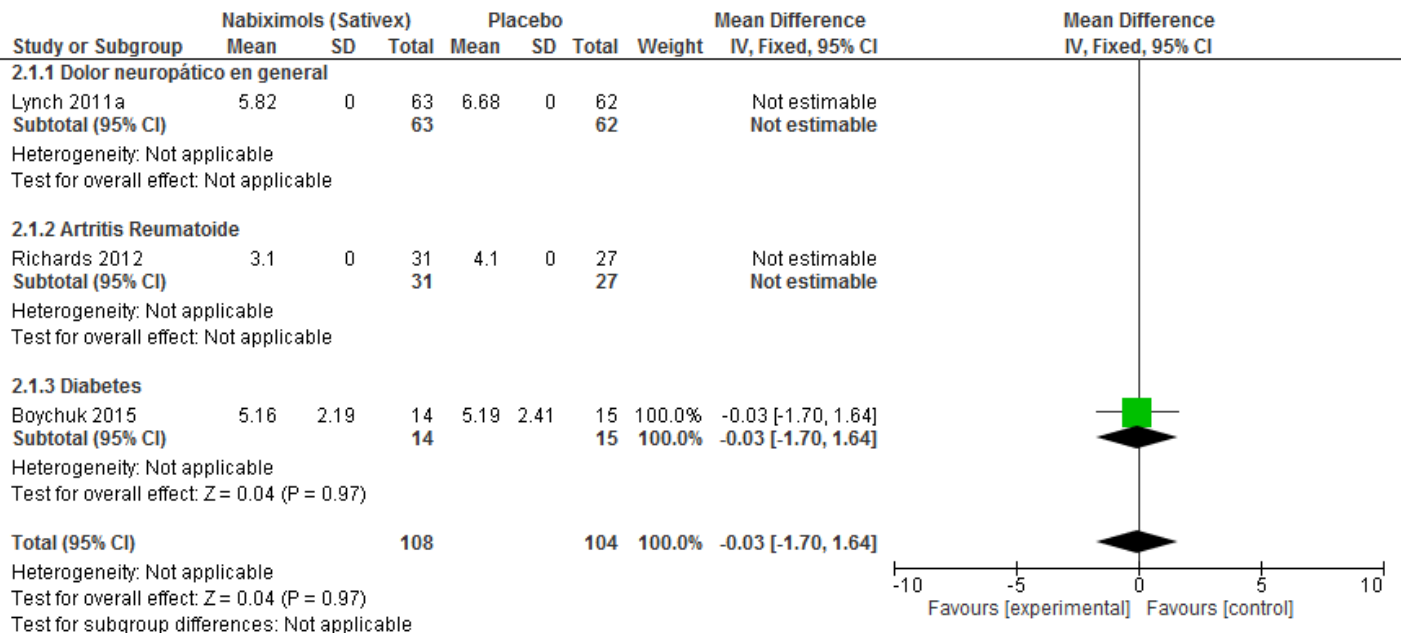 Nabiximols (Sativex) Placebo Mean Difference Mean Difference
Study or Subgroup Mean SD Total Mean SD Total Weight IV, Fixed, 95% CI IV, Fixed, 95% CI
2.1.1 Dolor neuropático en general
Lynch 2011a 5.82 0 63 6.68 0 62 Not estimable
Subtotal (95% CI) 63 62 Not estimable
Heterogeneity: Not applicable
Test for overall effect: Not applicable
2.1.2 Artritis Reumatoide
Richards 2012 3.1 0 31 4.1 0 27 Not estimable
Subtotal (95% CI) 31 27 Not estimable
Heterogeneity: Not applicable
Test for overall effect: Not applicable
2.1.3 Diabetes
Boychuk 2015 5.16 2.19 14 5.19 2.41 15 100.0% -0.03 [-1.70, 1.64]
Subtotal (95% CI) 14 15 100.0% -0.03 [-1.70, 1.64]
Heterogeneity: Not applicable
Test for overall effect: Z = 0.04 (P = 0.97)
Total (95% CI) 108 104 100.0% -0.03 [-1.70, 1.64]
Heterogeneity: Not applicable
Test for overall effect: Z = 0.04 (P = 0.97)
Test for subgroup differences: Not applicable
-10 -5 0 5 10
Favours [experimental] Favours [control]